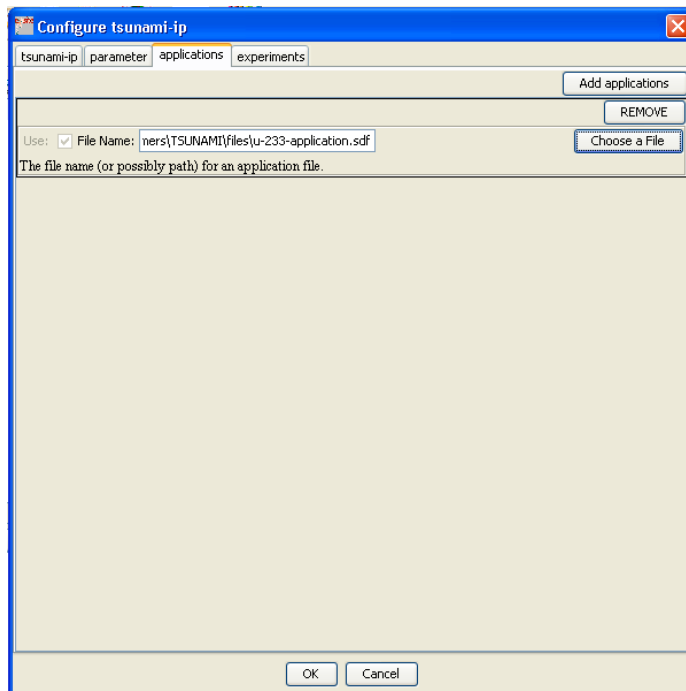 Configure tsunami-ip
tsunami-ip parameter applications experiments
Add applications
REMOVE
Use: File Name: ners\TSUNAMI\files\u-233-application.sdf Choose a File
The file name (or possibly path) for an application file.
OK Cancel